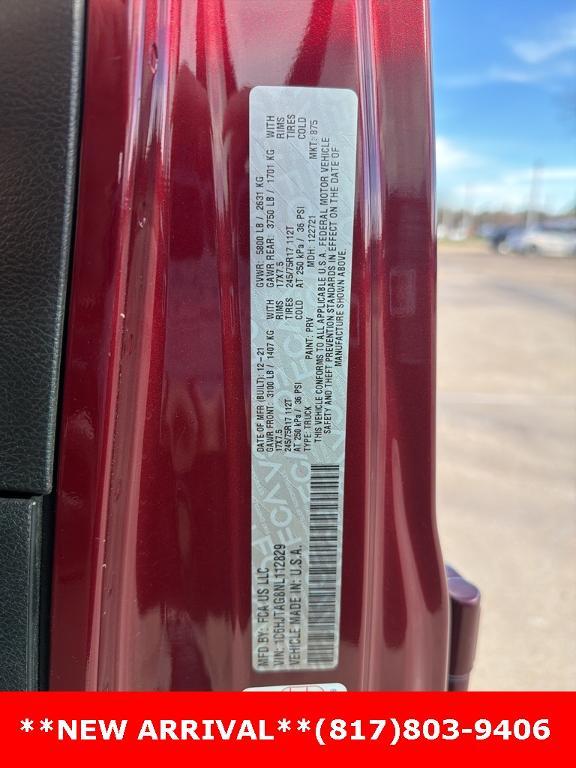 MFD.BY: FCA US LLC
VIN: 1C6HJTAG8NL112829
VEHICLE MADE IN: U.S.A.
DATE OF MFR (BUILT): 12-21
GVWR: 5800 LB / 2631 KG
GAWR FRONT: 3100 LB / 1407 KG WITH
17X7.5 RIMS
245/75R17 112T TIRES
AT 250 kPa / 36 PSI COLD
GAWR REAR: 3750 LB / 1701 KG WITH
17X7.5 RIMS
245/75R17 112T TIRES
AT 250 kPa / 36 PSI COLD
TYPE: TRUCK PAINT: PRV MDH: 122721 MKT: 875
THIS VEHICLE CONFORMS TO ALL APPLICABLE U.S.A. FEDERAL MOTOR VEHICLE
SAFETY AND THEFT PREVENTION STANDARDS IN EFFECT ON THE DATE OF
MANUFACTURE SHOWN ABOVE.
**NEW ARRIVAL**(817)803-9406